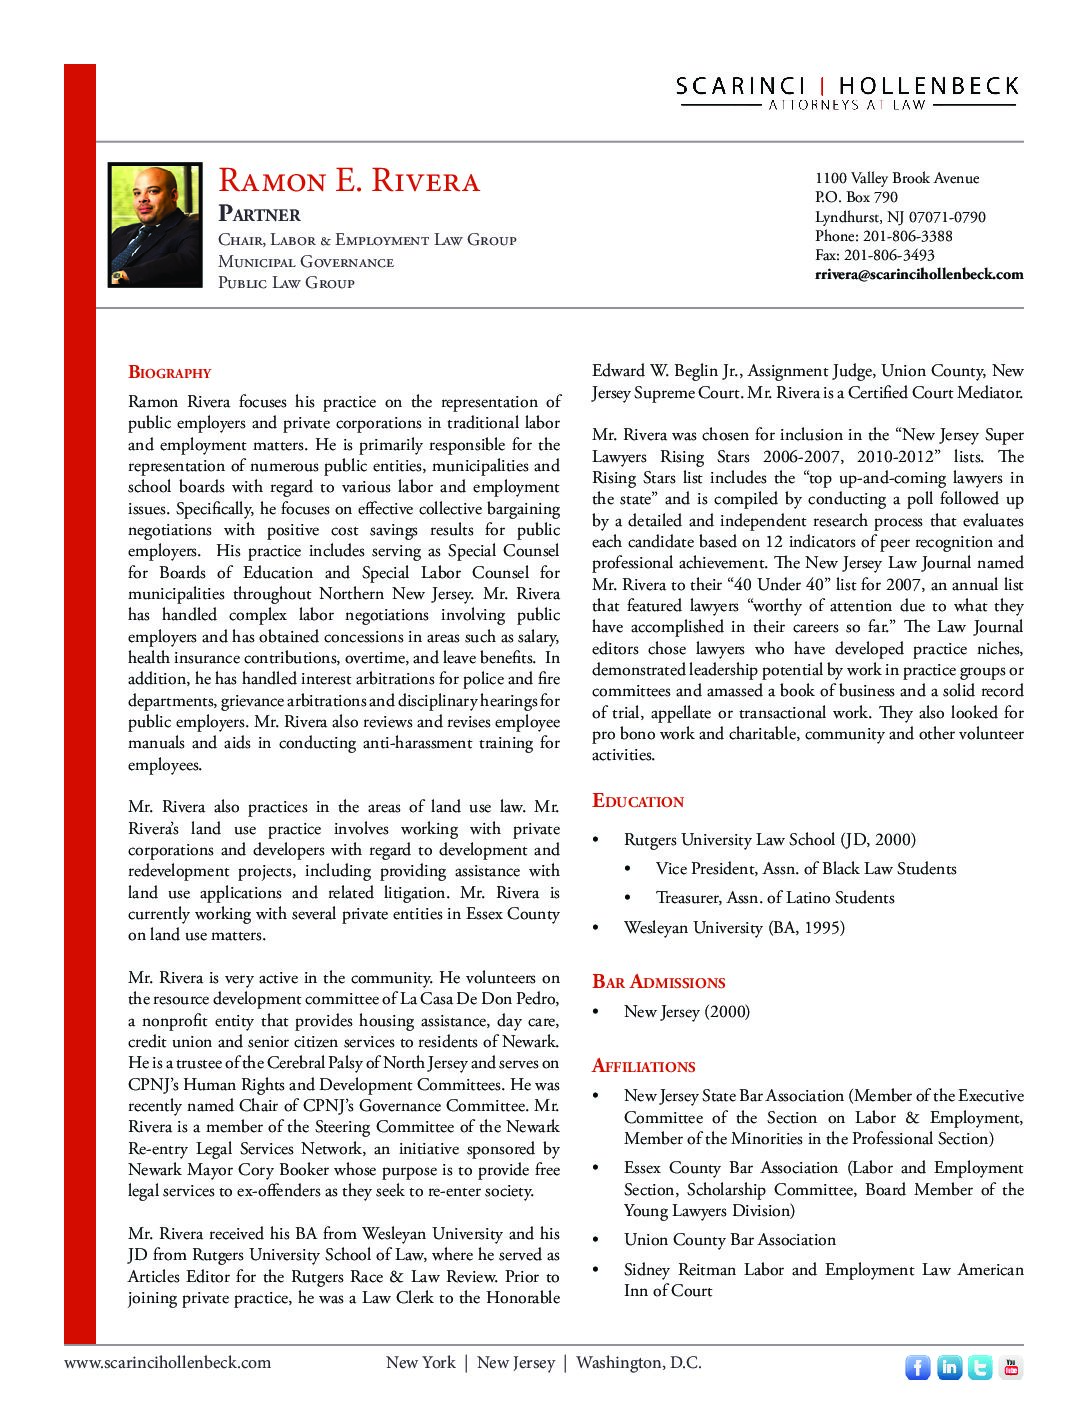 SCARINCI | HOLLENBECK
ATTORNEYS AT LAW
Ramon E. Rivera
Partner
Chair, Labor & Employment Law Group
Municipal Governance
Public Law Group
1100 Valley Brook Avenue
P.O. Box 790
Lyndhurst, NJ 07071-0790
Phone: 201-806-3388
Fax: 201-806-3493
rrivera@scarincihollenbeck.com
Biography
Ramon Rivera focuses his practice on the representation of
public employers and private corporations in traditional labor
and employment matters. He is primarily responsible for the
representation of numerous public entities, municipalities and
school boards with regard to various labor and employment
issues. Specifically, he focuses on effective collective bargaining
negotiations with positive cost savings results for public
employers. His practice includes serving as Special Counsel
for Boards of Education and Special Labor Counsel for
municipalities throughout Northern New Jersey. Mr. Rivera
has handled complex labor negotiations involving public
employers and has obtained concessions in areas such as salary,
health insurance contributions, overtime, and leave benefits. In
addition, he has handled interest arbitrations for police and fire
departments, grievance arbitrations and disciplinary hearings for
public employers. Mr. Rivera also reviews and revises employee
manuals and aids in conducting anti-harassment training for
employees.
Mr. Rivera also practices in the areas of land use law. Mr.
Rivera's land use practice involves working with private
corporations and developers with regard to development and
redevelopment projects, including providing assistance with
land use applications and related litigation. Mr. Rivera is
currently working with several private entities in Essex County
on land use matters.
Mr. Rivera is very active in the community. He volunteers on
the resource development committee of La Casa De Don Pedro,
a nonprofit entity that provides housing assistance, day care,
credit union and senior citizen services to residents of Newark.
He is a trustee of the Cerebral Palsy of North Jersey and serves on
CPNJ's Human Rights and Development Committees. He was
recently named Chair of CPNJ's Governance Committee. Mr.
Rivera is a member of the Steering Committee of the Newark
Re-entry Legal Services Network, an initiative sponsored by
Newark Mayor Cory Booker whose purpose is to provide free
legal services to ex-offenders as they seek to re-enter society.
Mr. Rivera received his BA from Wesleyan University and his
JD from Rutgers University School of Law, where he served as
Articles Editor for the Rutgers Race & Law Review. Prior to
joining private practice, he was a Law Clerk to the Honorable
Edward W. Beglin Jr., Assignment Judge, Union County, New
Jersey Supreme Court. Mr. Rivera is a Certified Court Mediator.
Mr. Rivera was chosen for inclusion in the "New Jersey Super
Lawyers Rising Stars 2006-2007, 2010-2012" lists. The
Rising Stars list includes the "top up-and-coming lawyers in
the state" and is compiled by conducting a poll followed up
by a detailed and independent research process that evaluates
each candidate based on 12 indicators of peer recognition and
professional achievement. The New Jersey Law Journal named
Mr. Rivera to their "40 Under 40" list for 2007, an annual list
that featured lawyers "worthy of attention due to what they
have accomplished in their careers so far." The Law Journal
editors chose lawyers who have developed practice niches,
demonstrated leadership potential by work in practice groups or
committees and amassed a book of business and a solid record
of trial, appellate or transactional work. They also looked for
pro bono work and charitable, community and other volunteer
activities.
Education
• Rutgers University Law School (JD, 2000)
• Vice President, Assn. of Black Law Students
• Treasurer, Assn. of Latino Students
• Wesleyan University (BA, 1995)
Bar Admissions
• New Jersey (2000)
Affiliations
• New Jersey State Bar Association (Member of the Executive
Committee of the Section on Labor & Employment,
Member of the Minorities in the Professional Section)
• Essex County Bar Association (Labor and Employment
Section, Scholarship Committee, Board Member of the
Young Lawyers Division)
• Union County Bar Association
• Sidney Reitman Labor and Employment Law American
Inn of Court
www.scarincihollenbeck.com
New York | New Jersey | Washington, D.C.
f in t You Tube